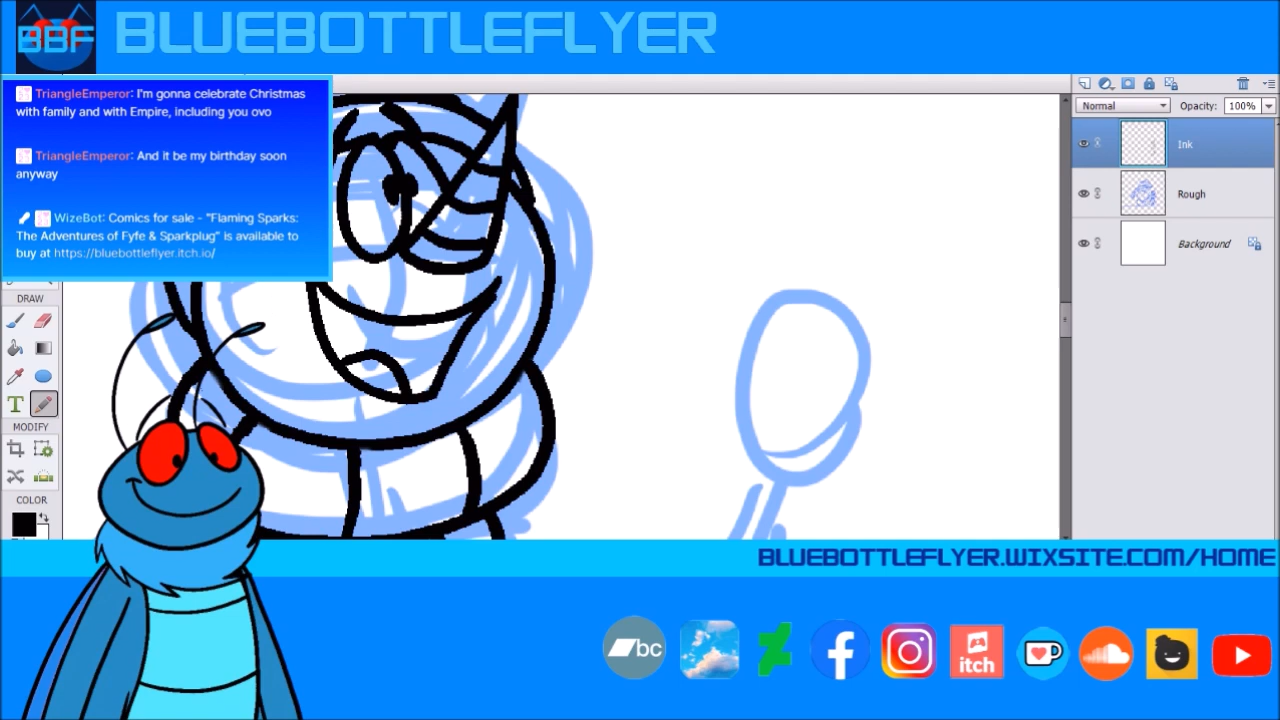 BBF
BLUEBOTTLEFLYER
TriangleEmperor: I'm gonna celebrate Christmas
with family and with Empire, including you ovo
TriangleEmperor: And it be my birthday soon
anyway
WizeBot: Comics for sale - "Flaming Sparks:
The Adventures of Fyfe & Sparkplug" is available to
buy at https://bluebottleflyer.itch.io/
Normal
Opacity: 100%
Ink
Rough
Background
DRAW
T
MODIFY
COLOR
BLUEBOTTLEFLYER.WIXSITE.COM/HOME
bc
itch